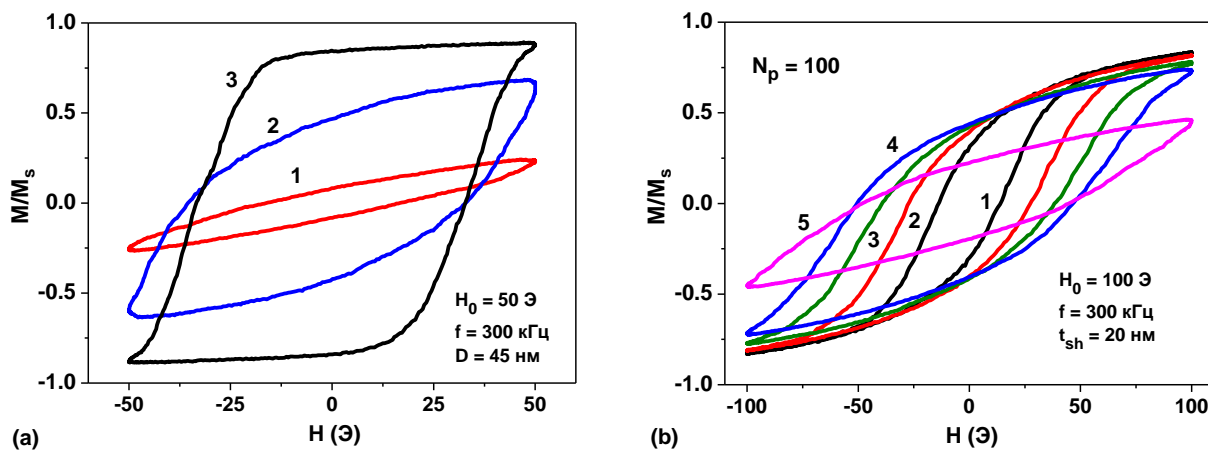 1.0
0.5
0.0
-0.5
-1.0
M/Ms
3
2
1
H₀ = 50 Э
f = 300 кГц
D = 45 нм
-50 -25 0 25 50
H (Э)
(a)
1.0
0.5
0.0
-0.5
-1.0
M/Ms
Nₚ = 100
4
5
3
2
1
H₀ = 100 Э
f = 300 кГц
tsh = 20 нм
-100 -50 0 50 100
H (Э)
(b)